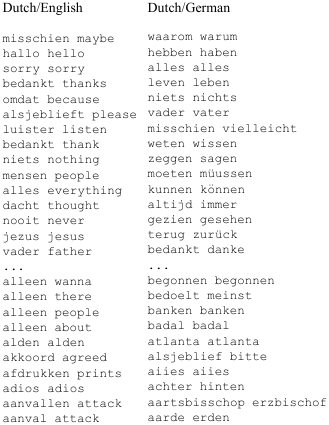 Dutch/English
misschien maybe
hallo hello
sorry sorry
bedankt thanks
omdat because
alsjeblieft please
luister listen
bedankt thank
niets nothing
mensen people
alles everything
dacht thought
nooit never
jezus jesus
vader father
...
alleen wanna
alleen there
alleen people
alleen about
alden alden
akkoord agreed
afdrukken prints
adios adios
aanvallen attack
aanval attack
Dutch/German
waarom warum
hebben haben
alles alles
leven leben
niets nichts
vader vater
misschien vielleicht
weten wissen
zeggen sagen
moeten müussen
kunnen können
altijd immer
gezien gesehen
terug zurück
bedankt danke
...
begonnen begonnen
bedoelt meinst
banken banken
badal badal
atlanta atlanta
alsjeblief bitte
aiies aiies
achter hinten
aartsbisschop erzbischof
aarde erden